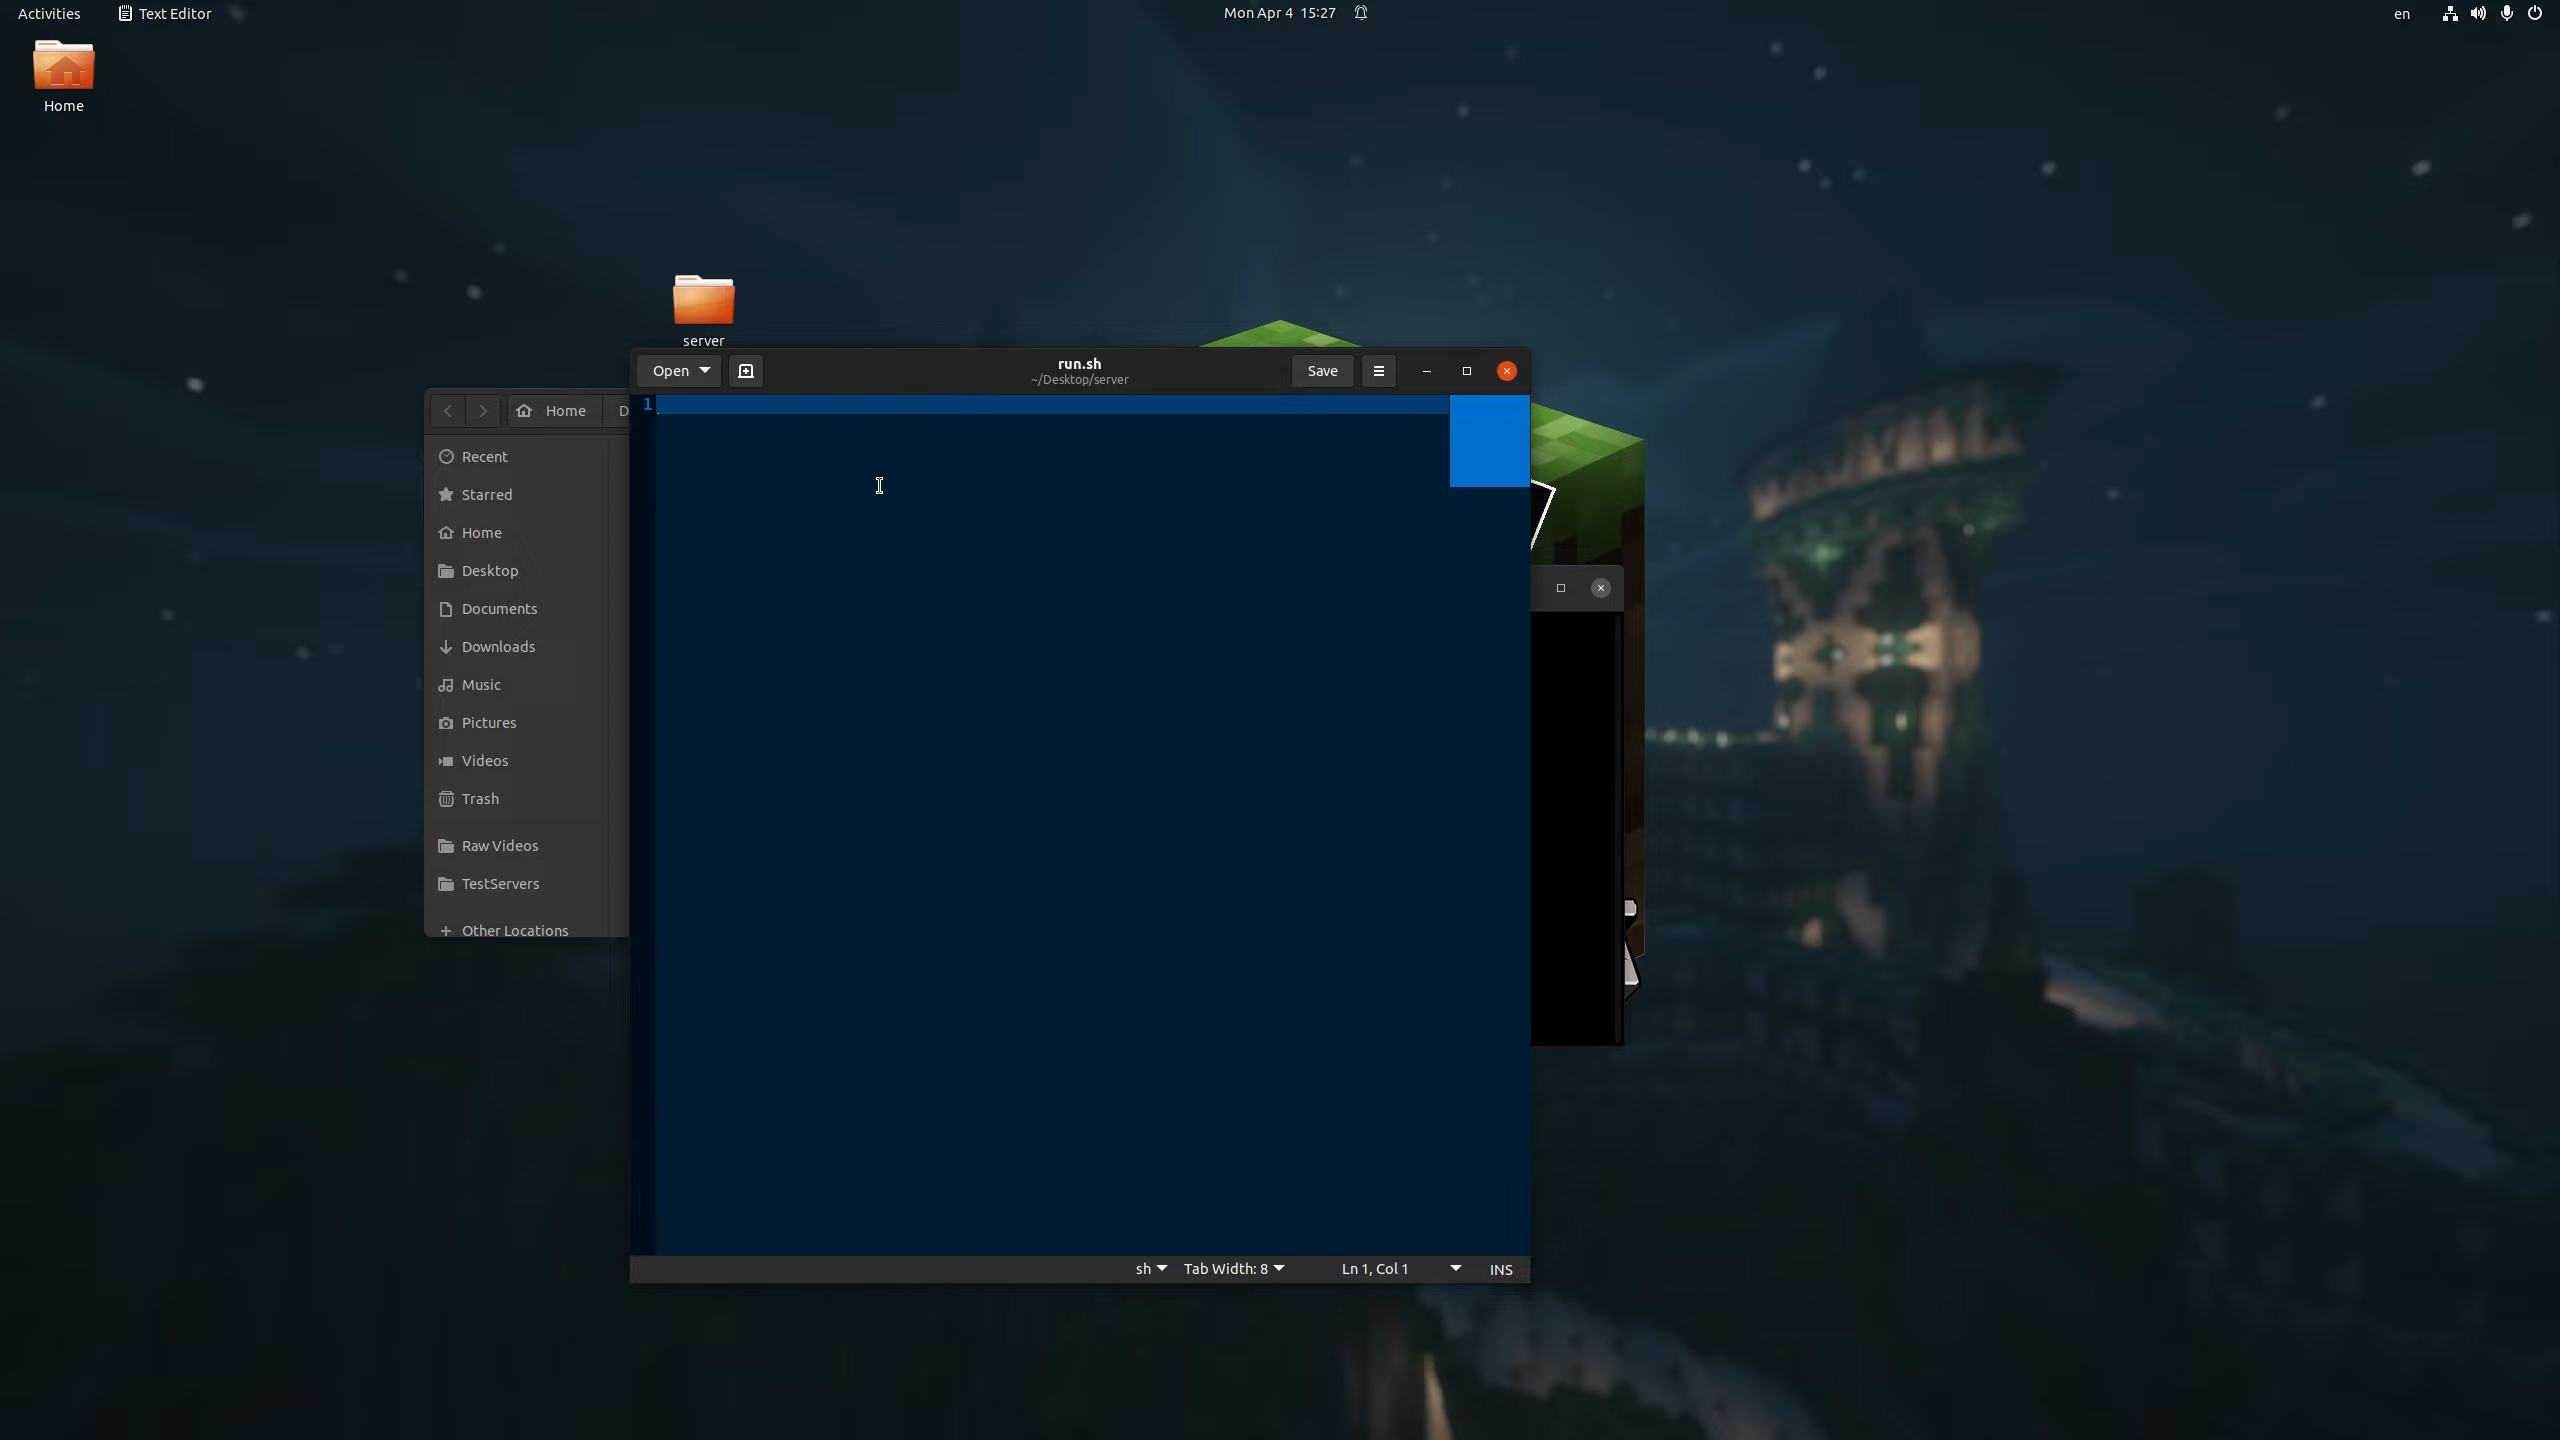 Activities
Text Editor
Mon Apr 4 15:27
en
Home
server
Open
run.sh
~/Desktop/server
Save
Home
D
1
Recent
Starred
Home
Desktop
Documents
Downloads
Music
Pictures
Videos
Trash
Raw Videos
TestServers
Other Locations
sh
Tab Width: 8
Ln 1, Col 1
INS